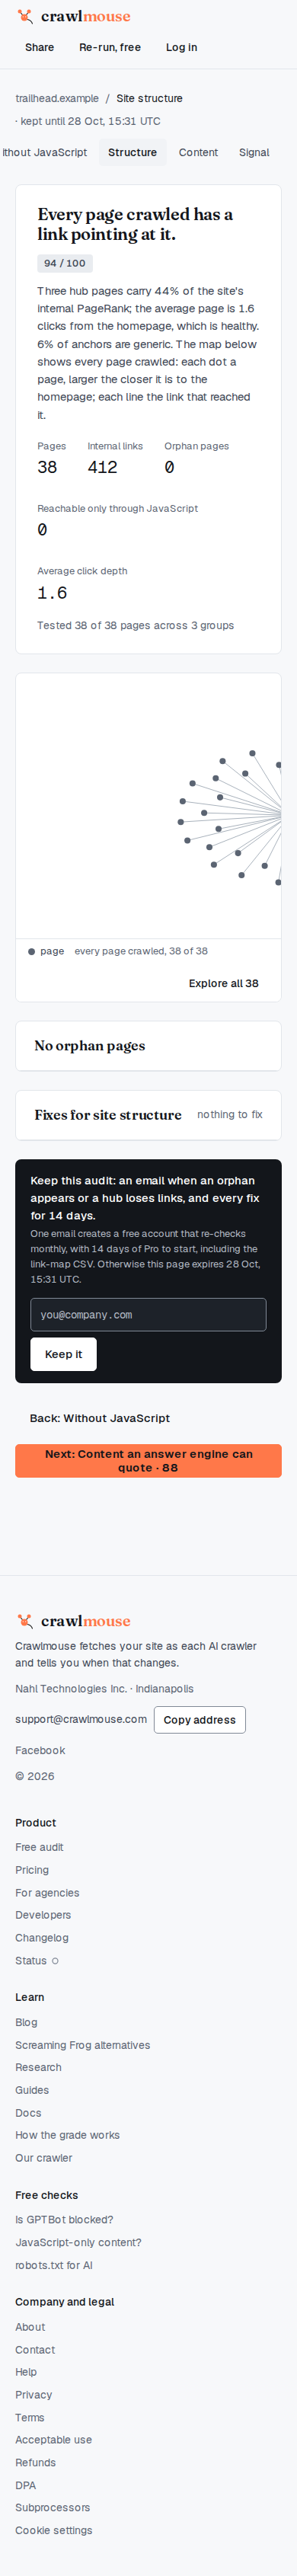 crawlmouse
Share Re-run, free Log in
trailhead.example / Site structure
· kept until 28 Oct, 15:31 UTC
ithout JavaScript Structure Content Signal
Every page crawled has a
link pointing at it.
94 / 100
Three hub pages carry 44% of the site's
internal PageRank; the average page is 1.6
clicks from the homepage, which is healthy.
6% of anchors are generic. The map below
shows every page crawled: each dot a
page, larger the closer it is to the
homepage; each line the link that reached
it.
Pages Internal links Orphan pages
38 412 0
Reachable only through JavaScript
0
Average click depth
1.6
Tested 38 of 38 pages across 3 groups
page every page crawled, 38 of 38
Explore all 38
No orphan pages
Fixes for site structure nothing to fix
Keep this audit: an email when an orphan
appears or a hub loses links, and every fix
for 14 days.
One email creates a free account that re-checks
monthly, with 14 days of Pro to start, including the
link-map CSV. Otherwise this page expires 28 Oct,
15:31 UTC.
you@company.com
Keep it
Back: Without JavaScript
Next: Content an answer engine can
quote · 88
crawlmouse
Crawlmouse fetches your site as each AI crawler
and tells you when that changes.
Nahl Technologies Inc. · Indianapolis
support@crawlmouse.com Copy address
Facebook
© 2026
Product
Free audit
Pricing
For agencies
Developers
Changelog
Status
Learn
Blog
Screaming Frog alternatives
Research
Guides
Docs
How the grade works
Our crawler
Free checks
Is GPTBot blocked?
JavaScript-only content?
robots.txt for AI
Company and legal
About
Contact
Help
Privacy
Terms
Acceptable use
Refunds
DPA
Subprocessors
Cookie settings